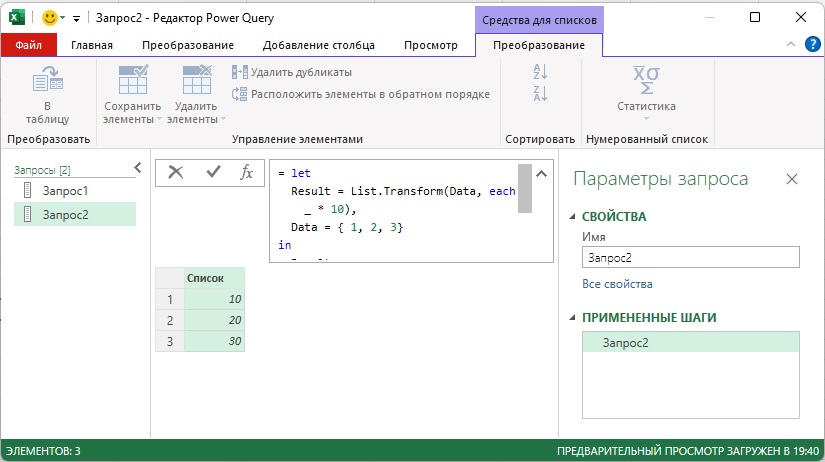 Запрос2 - Редактор Power Query
Средства для списков
Файл
Главная
Преобразование
Добавление столбца
Просмотр
Преобразование
В таблицу
Преобразовать
Сохранить элементы
Удалить элементы
Удалить дубликаты
Расположить элементы в обратном порядке
Управление элементами
А
Я
Я
А
Сортировать
Статистика
Нумерованный список
Запросы [2]
Запрос1
Запрос2
fx
= let
Result = List.Transform(Data, each
_ * 10),
Data = { 1, 2, 3}
in
Список
1 10
2 20
3 30
Параметры запроса
СВОЙСТВА
Имя
Запрос2
Все свойства
ПРИМЕНЕННЫЕ ШАГИ
Запрос2
ЭЛЕМЕНТОВ: 3
ПРЕДВАРИТЕЛЬНЫЙ ПРОСМОТР ЗАГРУЖЕН В 19:40